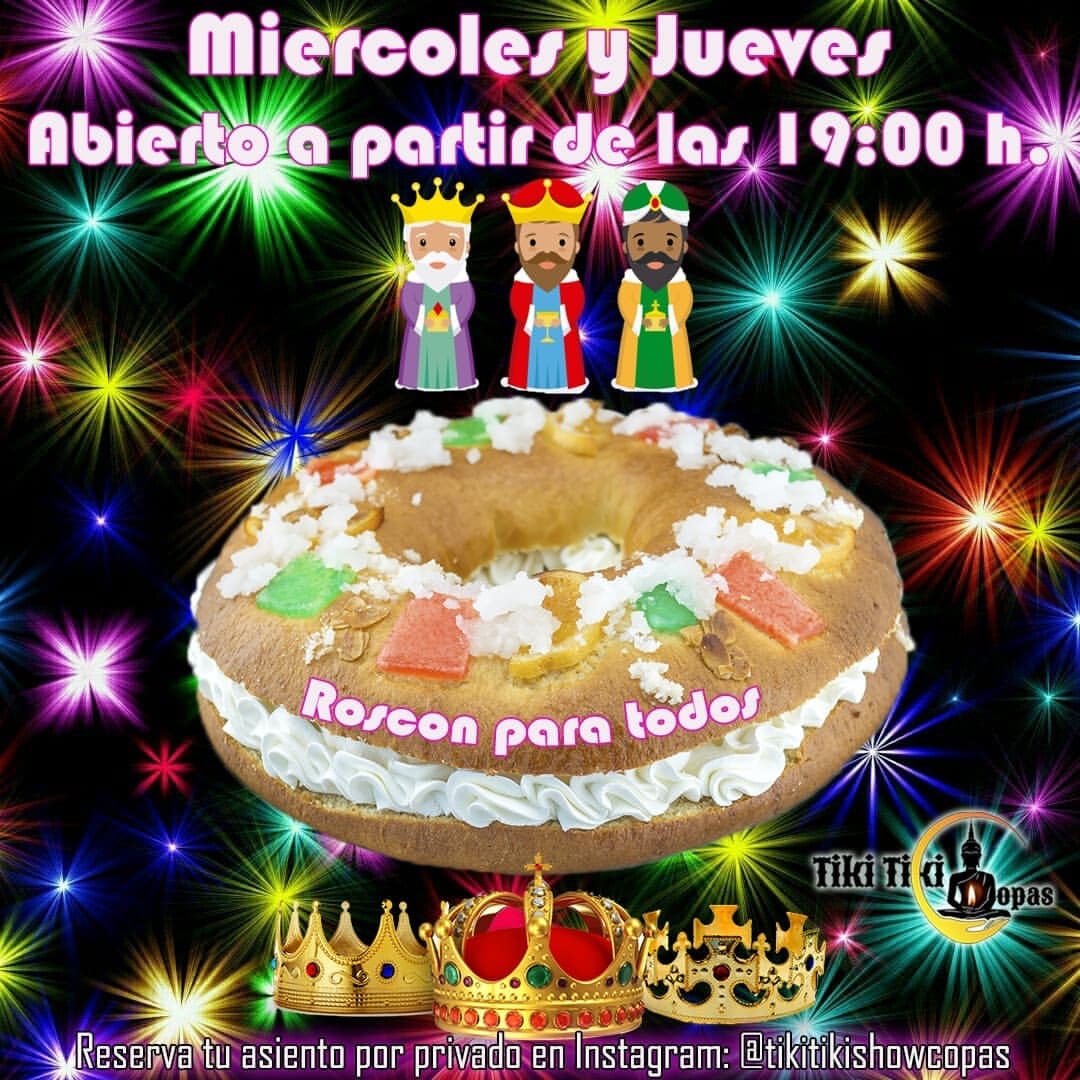 Miercoles y Jueves
Abierto a partir de las 19:00 h.
Roscon para todos
Tiki Tiki Copas
Reserva tu asiento por privado en Instagram: @tikitikishowcopas